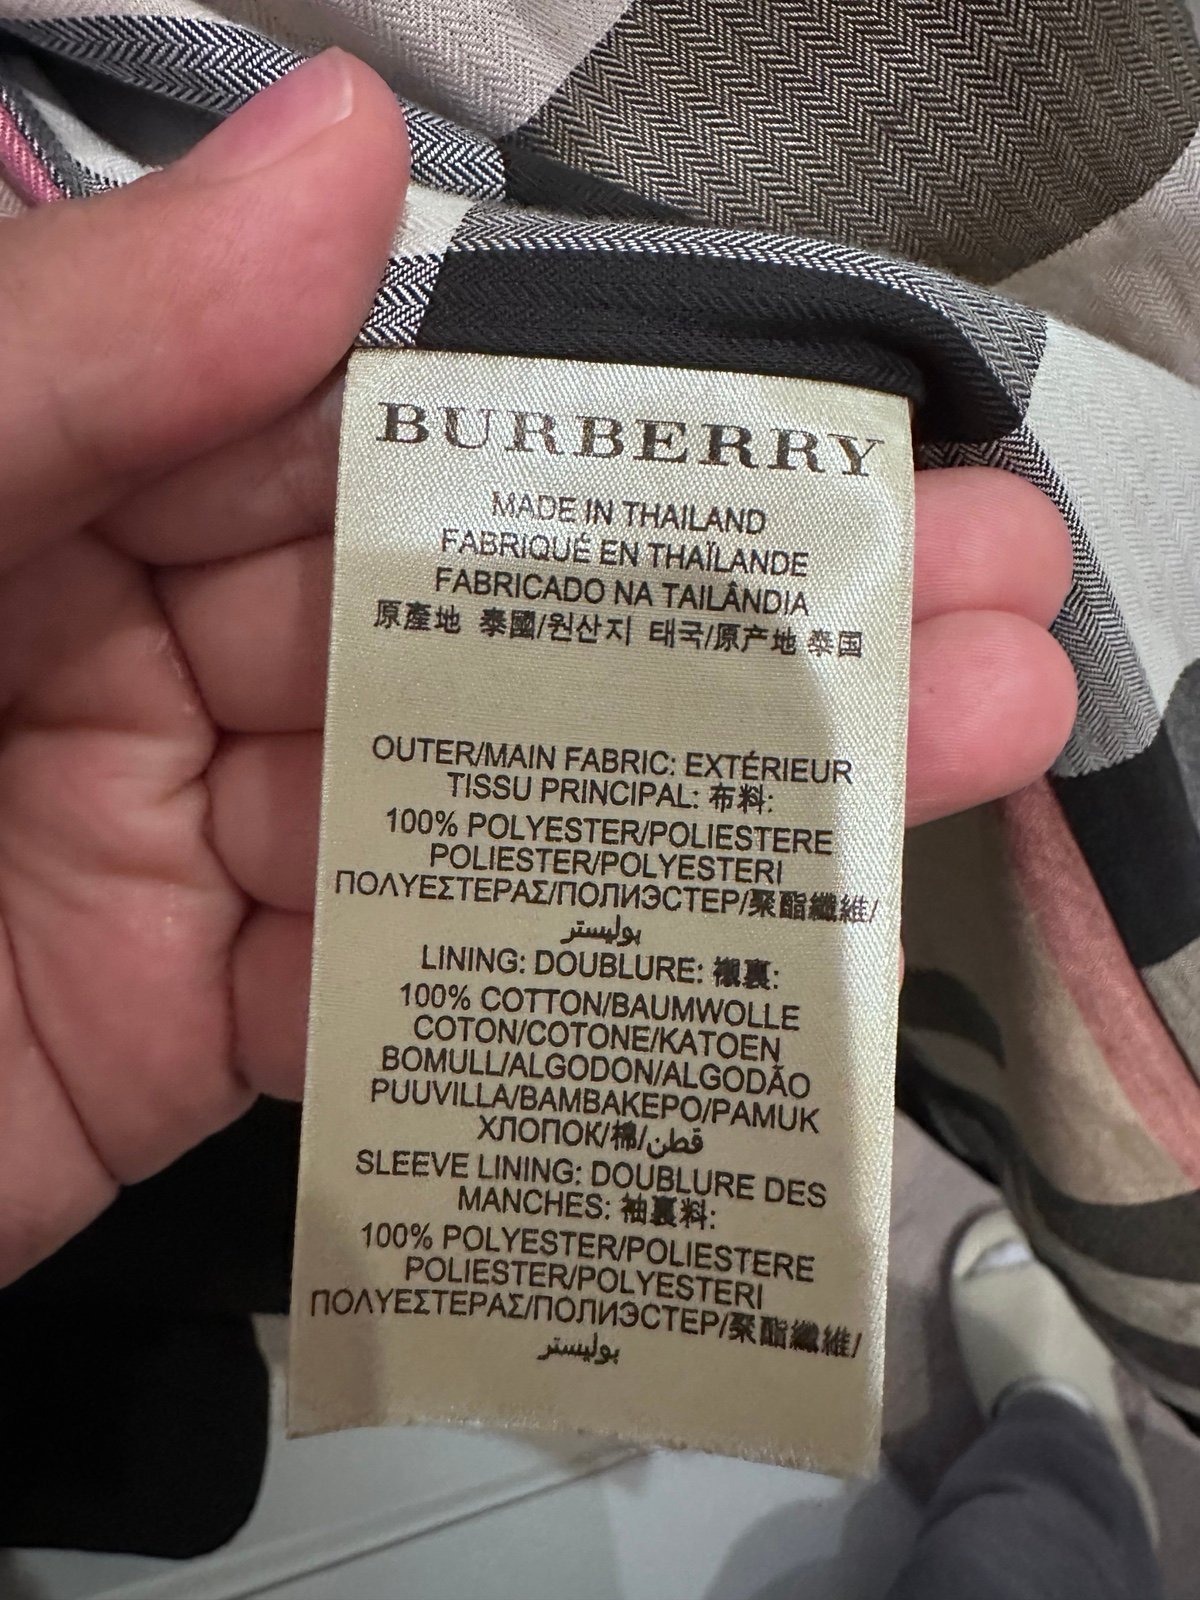 BURBERRY
MADE IN THAILAND
FABRIQUÉ EN THAÏLANDE
FABRICADO NA TAILÂNDIA
原產地 泰國/원산지 태국/原产地 泰国
OUTER/MAIN FABRIC: EXTÉRIEUR
TISSU PRINCIPAL: 布料:
100% POLYESTER/POLIESTERE
POLIESTER/POLYESTERI
ΠΟΛΥΕΣΤΕΡΑΣ/ПОЛИЭСТЕР/聚酯纖維/
بوليستر
LINING: DOUBLURE: 襯裏:
100% COTTON/BAUMWOLLE
COTON/COTONE/KATOEN
BOMULL/ALGODON/ALGODÃO
PUUVILLA/BAMBAKEPO/PAMUK
ХЛОПОК/棉/قطن
SLEEVE LINING: DOUBLURE DES
MANCHES: 袖裏料:
100% POLYESTER/POLIESTERE
POLIESTER/POLYESTERI
ΠΟΛΥΕΣΤΕΡΑΣ/ПОЛИЭСТЕР/聚酯纖維/
بوليستر